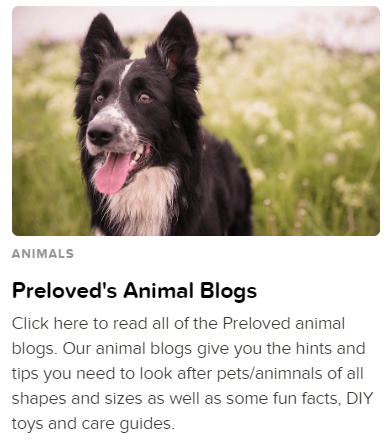 ANIMALS
Preloved's Animal Blogs
Click here to read all of the Preloved animal
blogs. Our animal blogs give you the hints and
tips you need to look after pets/animnals of all
shapes and sizes as well as some fun facts, DIY
toys and care guides.